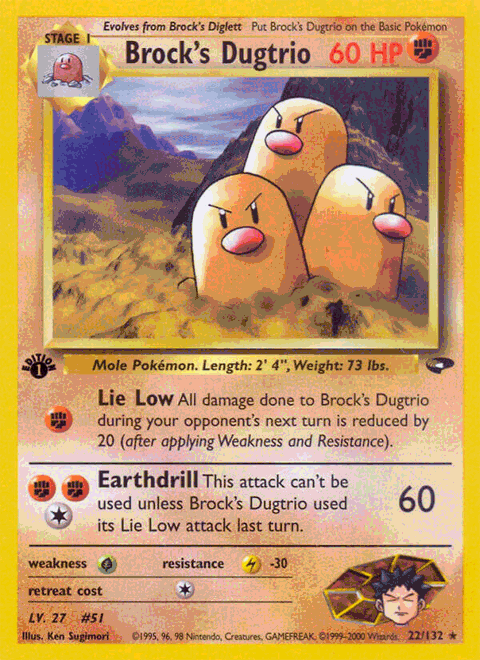 Evolves from Brock's Diglett Put Brock's Dugtrio on the Basic Pokémon
STAGE 1
Brock's Dugtrio 60 HP
EDITION
1
Mole Pokémon. Length: 2' 4", Weight: 73 lbs.
Lie Low All damage done to Brock's Dugtrio
during your opponent's next turn is reduced by
20 (after applying Weakness and Resistance).
Earthdrill This attack can't be
used unless Brock's Dugtrio used
its Lie Low attack last turn.
60
weakness resistance -30
retreat cost
LV. 27 #51
Illus. Ken Sugimori ©1995, 96, 98 Nintendo, Creatures, GAMEFREAK. ©1999-2000 Wizards. 22/132 ★